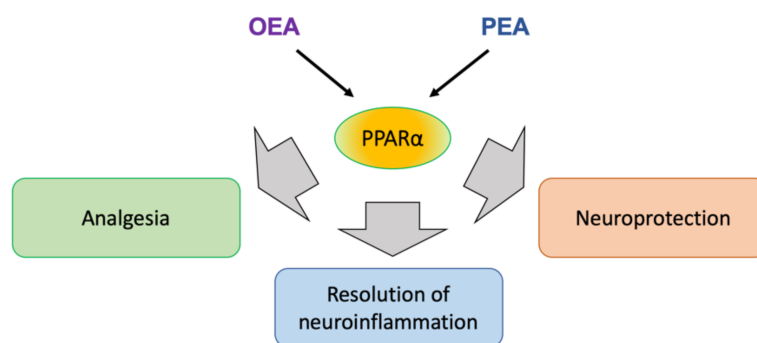 OEA
PEA
PPARα
Analgesia
Neuroprotection
Resolution of
neuroinflammation